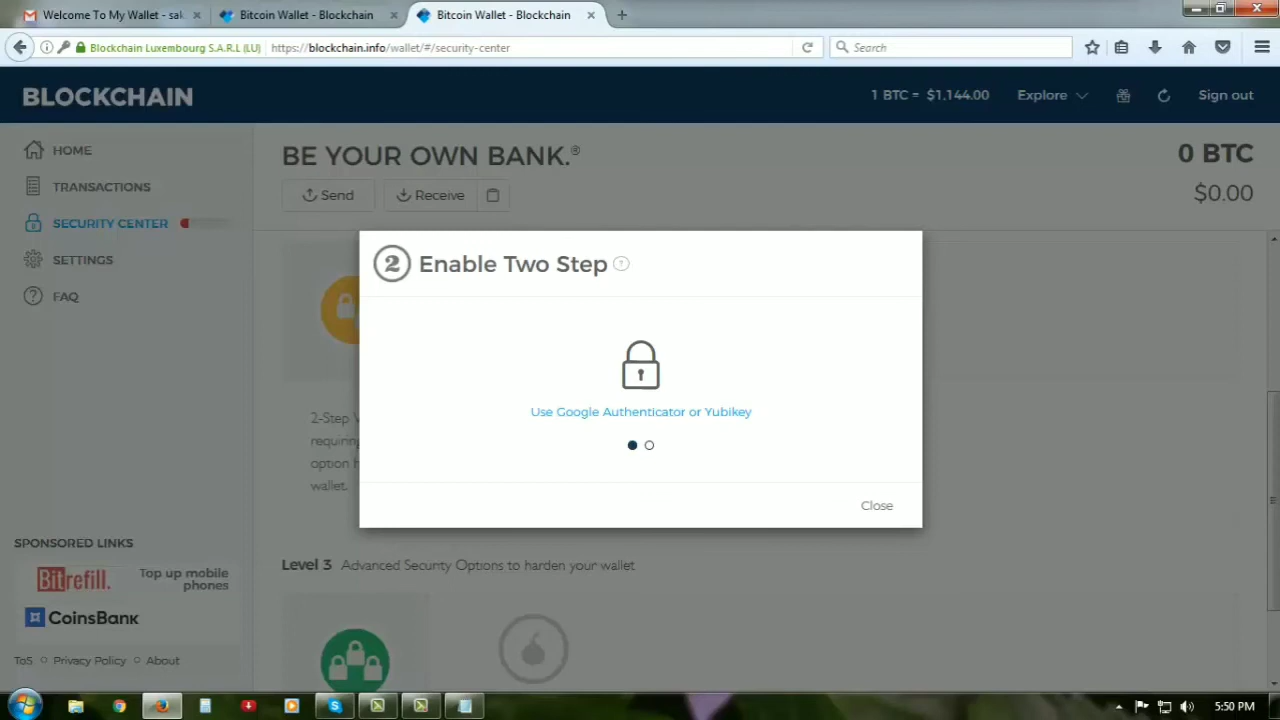 Welcome To My Wallet - sak
Bitcoin Wallet - Blockchain
Bitcoin Wallet - Blockchain
Blockchain Luxembourg S.A.R.L (LU)
https://blockchain.info/wallet/#/security-center
Search
BLOCKCHAIN
1 BTC = $1,144.00
Explore
Sign out
HOME
TRANSACTIONS
SECURITY CENTER
SETTINGS
FAQ
BE YOUR OWN BANK.®
0 BTC
$0.00
Send
Receive
2 Enable Two Step ?
Use Google Authenticator or Yubikey
Close
2-Step V
requiring
option h
wallet.
Level 3 Advanced Security Options to harden your wallet
SPONSORED LINKS
Bitrefill.
Top up mobile
phones
CoinsBank
ToS Privacy Policy About
5:50 PM